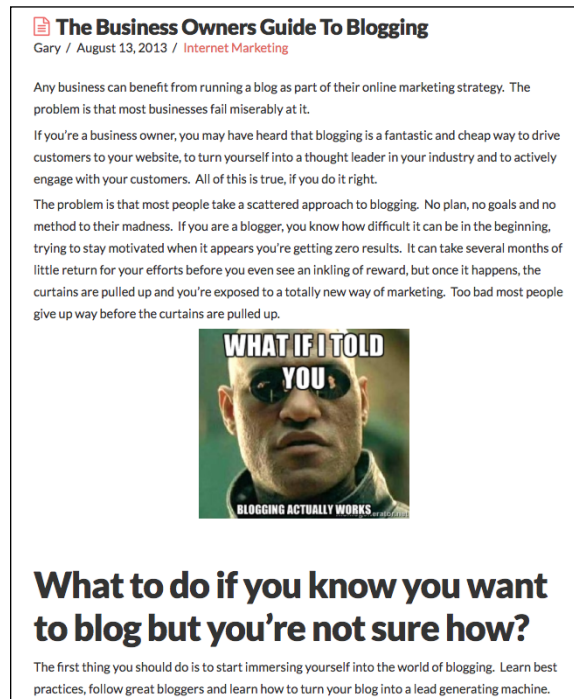 The Business Owners Guide To Blogging
Gary / August 13, 2013 / Internet Marketing
Any business can benefit from running a blog as part of their online marketing strategy. The
problem is that most businesses fail miserably at it.
If you're a business owner, you may have heard that blogging is a fantastic and cheap way to drive
customers to your website, to turn yourself into a thought leader in your industry and to actively
engage with your customers. All of this is true, if you do it right.
The problem is that most people take a scattered approach to blogging. No plan, no goals and no
method to their madness. If you are a blogger, you know how difficult it can be in the beginning,
trying to stay motivated when it appears you're getting zero results. It can take several months of
little return for your efforts before you even see an inkling of reward, but once it happens, the
curtains are pulled up and you're exposed to a totally new way of marketing. Too bad most people
give up way before the curtains are pulled up.
WHAT IF I TOLD
YOU
BLOGGING ACTUALLY WORKS
What to do if you know you want
to blog but you're not sure how?
The first thing you should do is to start immersing yourself into the world of blogging. Learn best
practices, follow great bloggers and learn how to turn your blog into a lead generating machine.